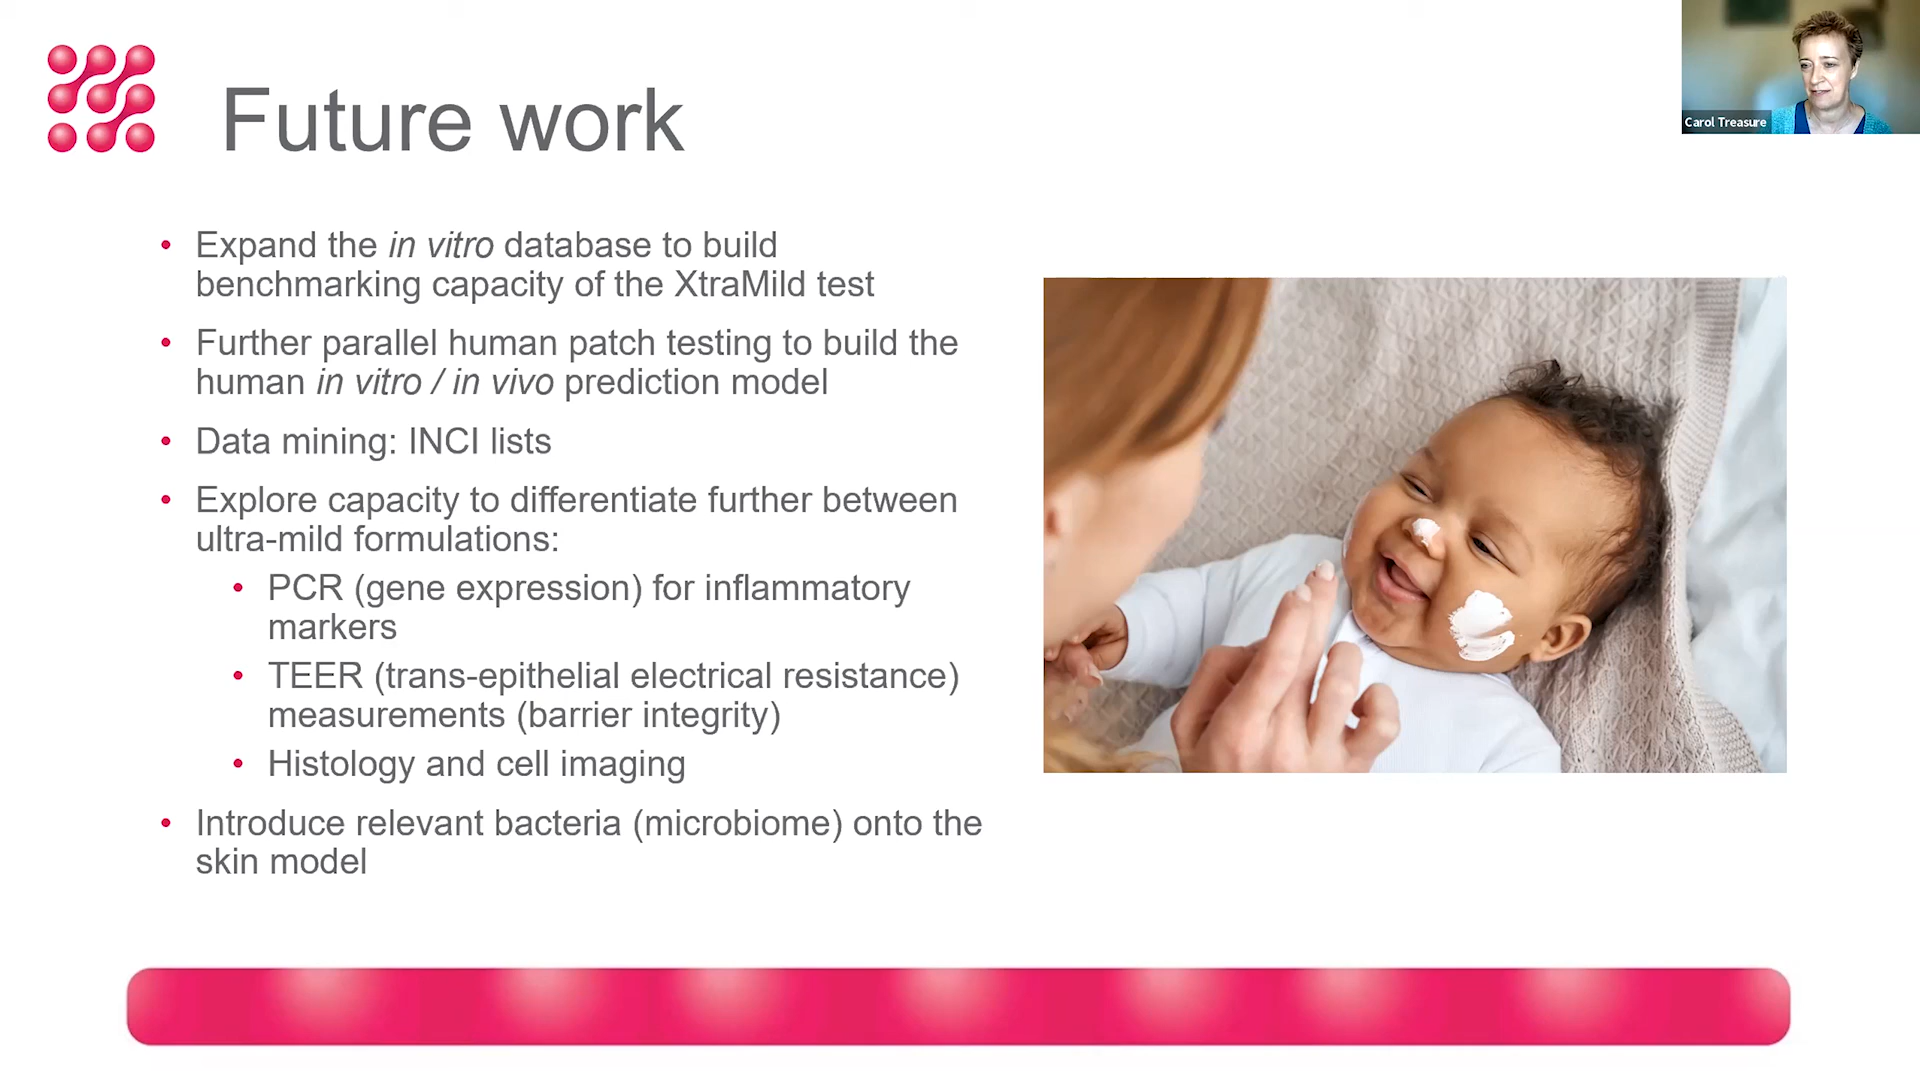 Future work
Carol Treasure
• Expand the in vitro database to build
benchmarking capacity of the XtraMild test
• Further parallel human patch testing to build the
human in vitro / in vivo prediction model
• Data mining: INCI lists
• Explore capacity to differentiate further between
ultra-mild formulations:
• PCR (gene expression) for inflammatory
markers
• TEER (trans-epithelial electrical resistance)
measurements (barrier integrity)
• Histology and cell imaging
• Introduce relevant bacteria (microbiome) onto the
skin model